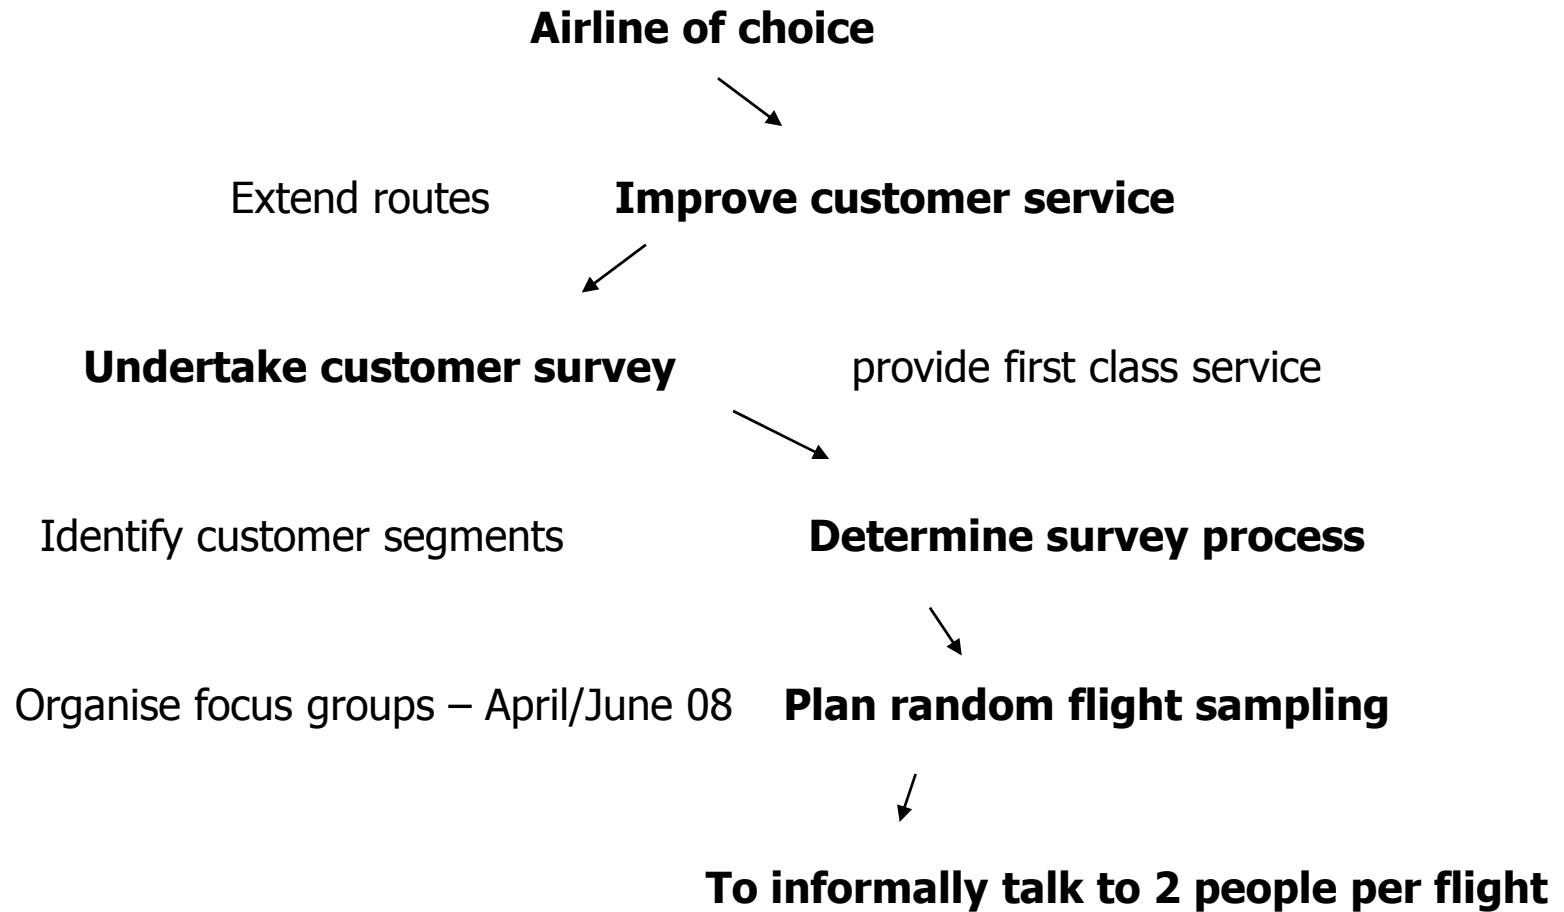 Airline of choice
Extend routes Improve customer service
Undertake customer survey provide first class service
Identify customer segments Determine survey process
Organise focus groups – April/June 08 Plan random flight sampling
To informally talk to 2 people per flight